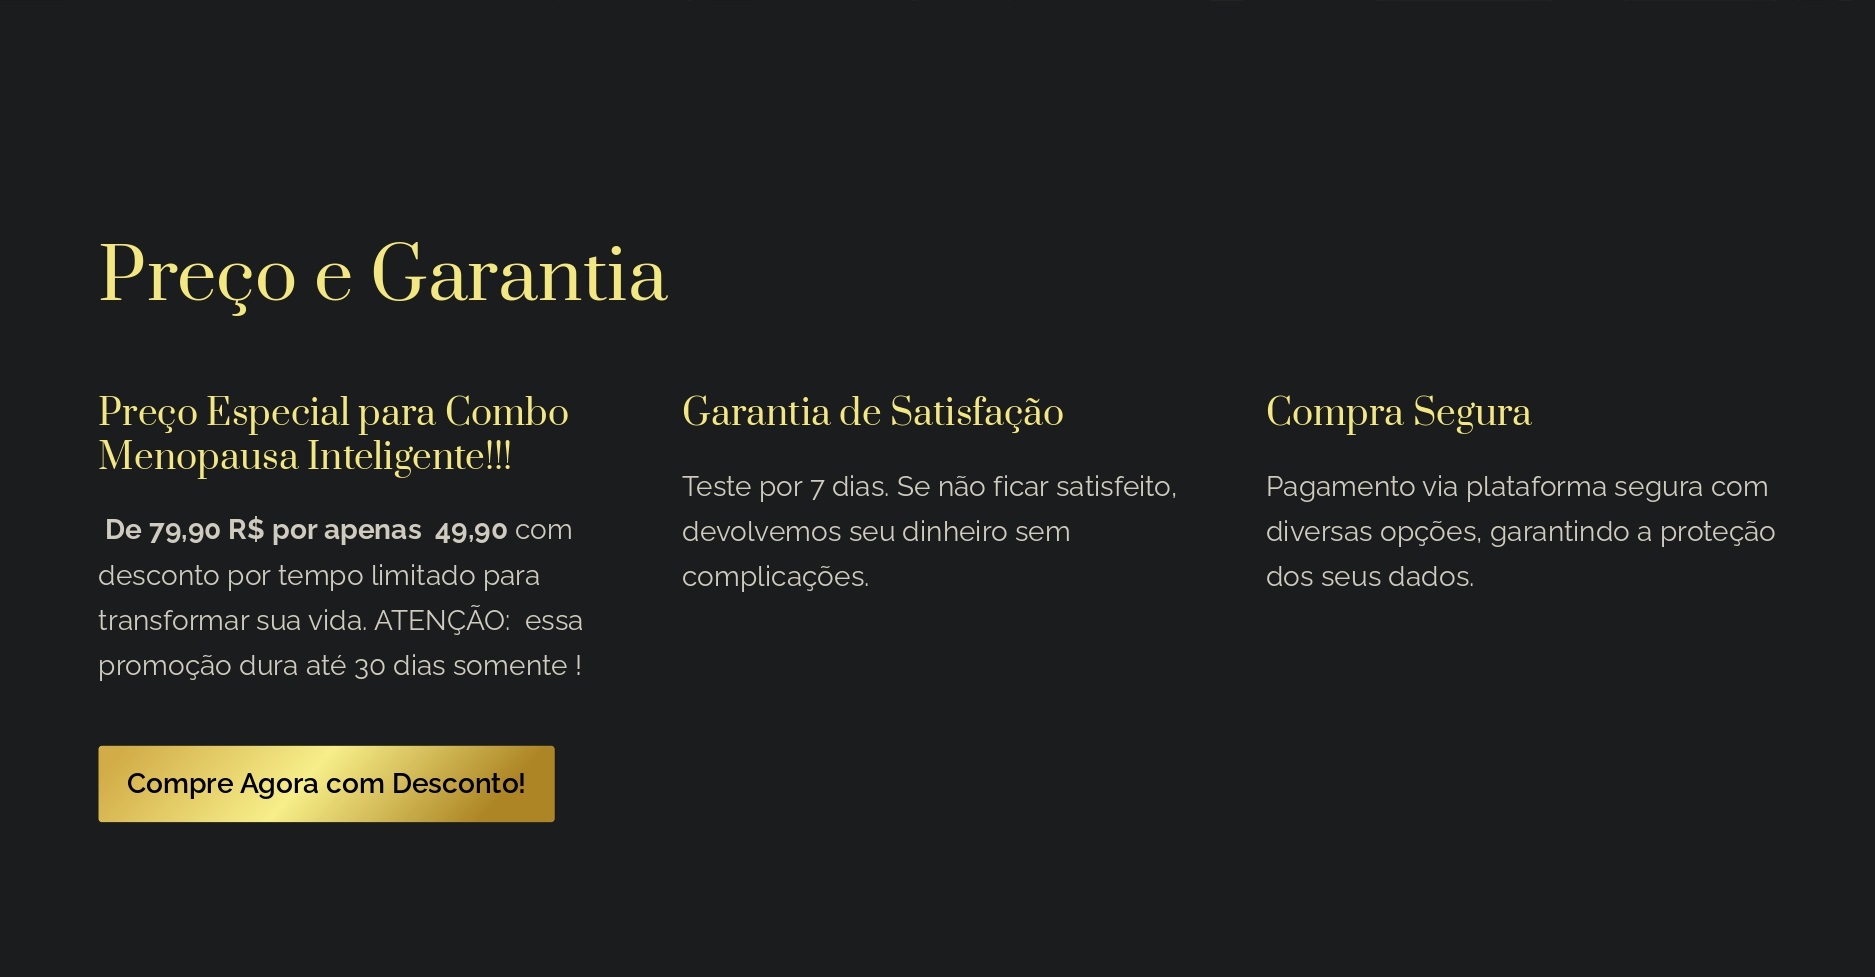 Preço e Garantia
Preço Especial para Combo
Menopausa Inteligente!!!
De 79,90 R$ por apenas  49,90 com
desconto por tempo limitado para
transformar sua vida. ATENÇÃO:  essa
promoção dura até 30 dias somente !
Compre Agora com Desconto!
Garantia de Satisfação
Teste por 7 dias. Se não ficar satisfeito,
devolvemos seu dinheiro sem
complicações.
Compra Segura
Pagamento via plataforma segura com
diversas opções, garantindo a proteção
dos seus dados.